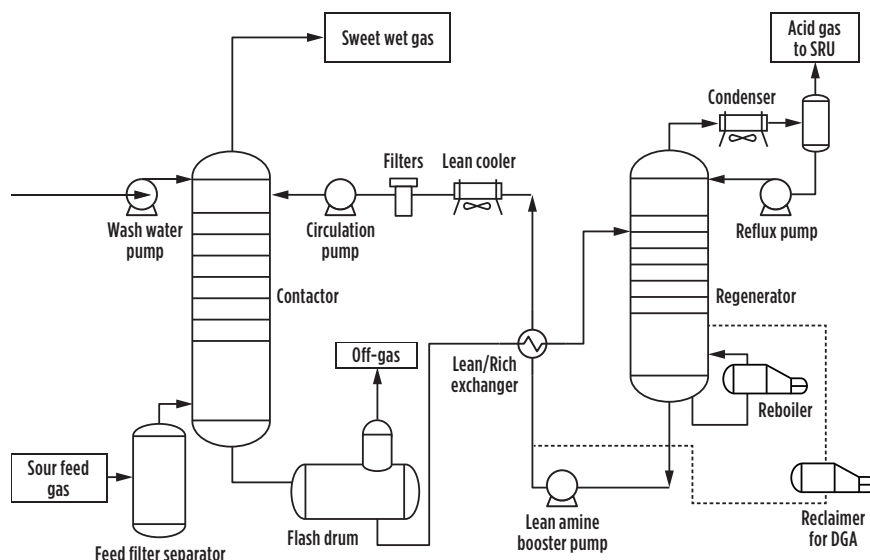 Sweet wet gas
Acid gas
to SRU
Condenser
Filters
Lean cooler
Wash water
pump
Circulation
pump
Reflux pump
Contactor
Regenerator
Off-gas
Lean/Rich
exchanger
Reboiler
Sour feed
gas
Flash drum
Lean amine
booster pump
Reclaimer
for DGA
Feed filter separator